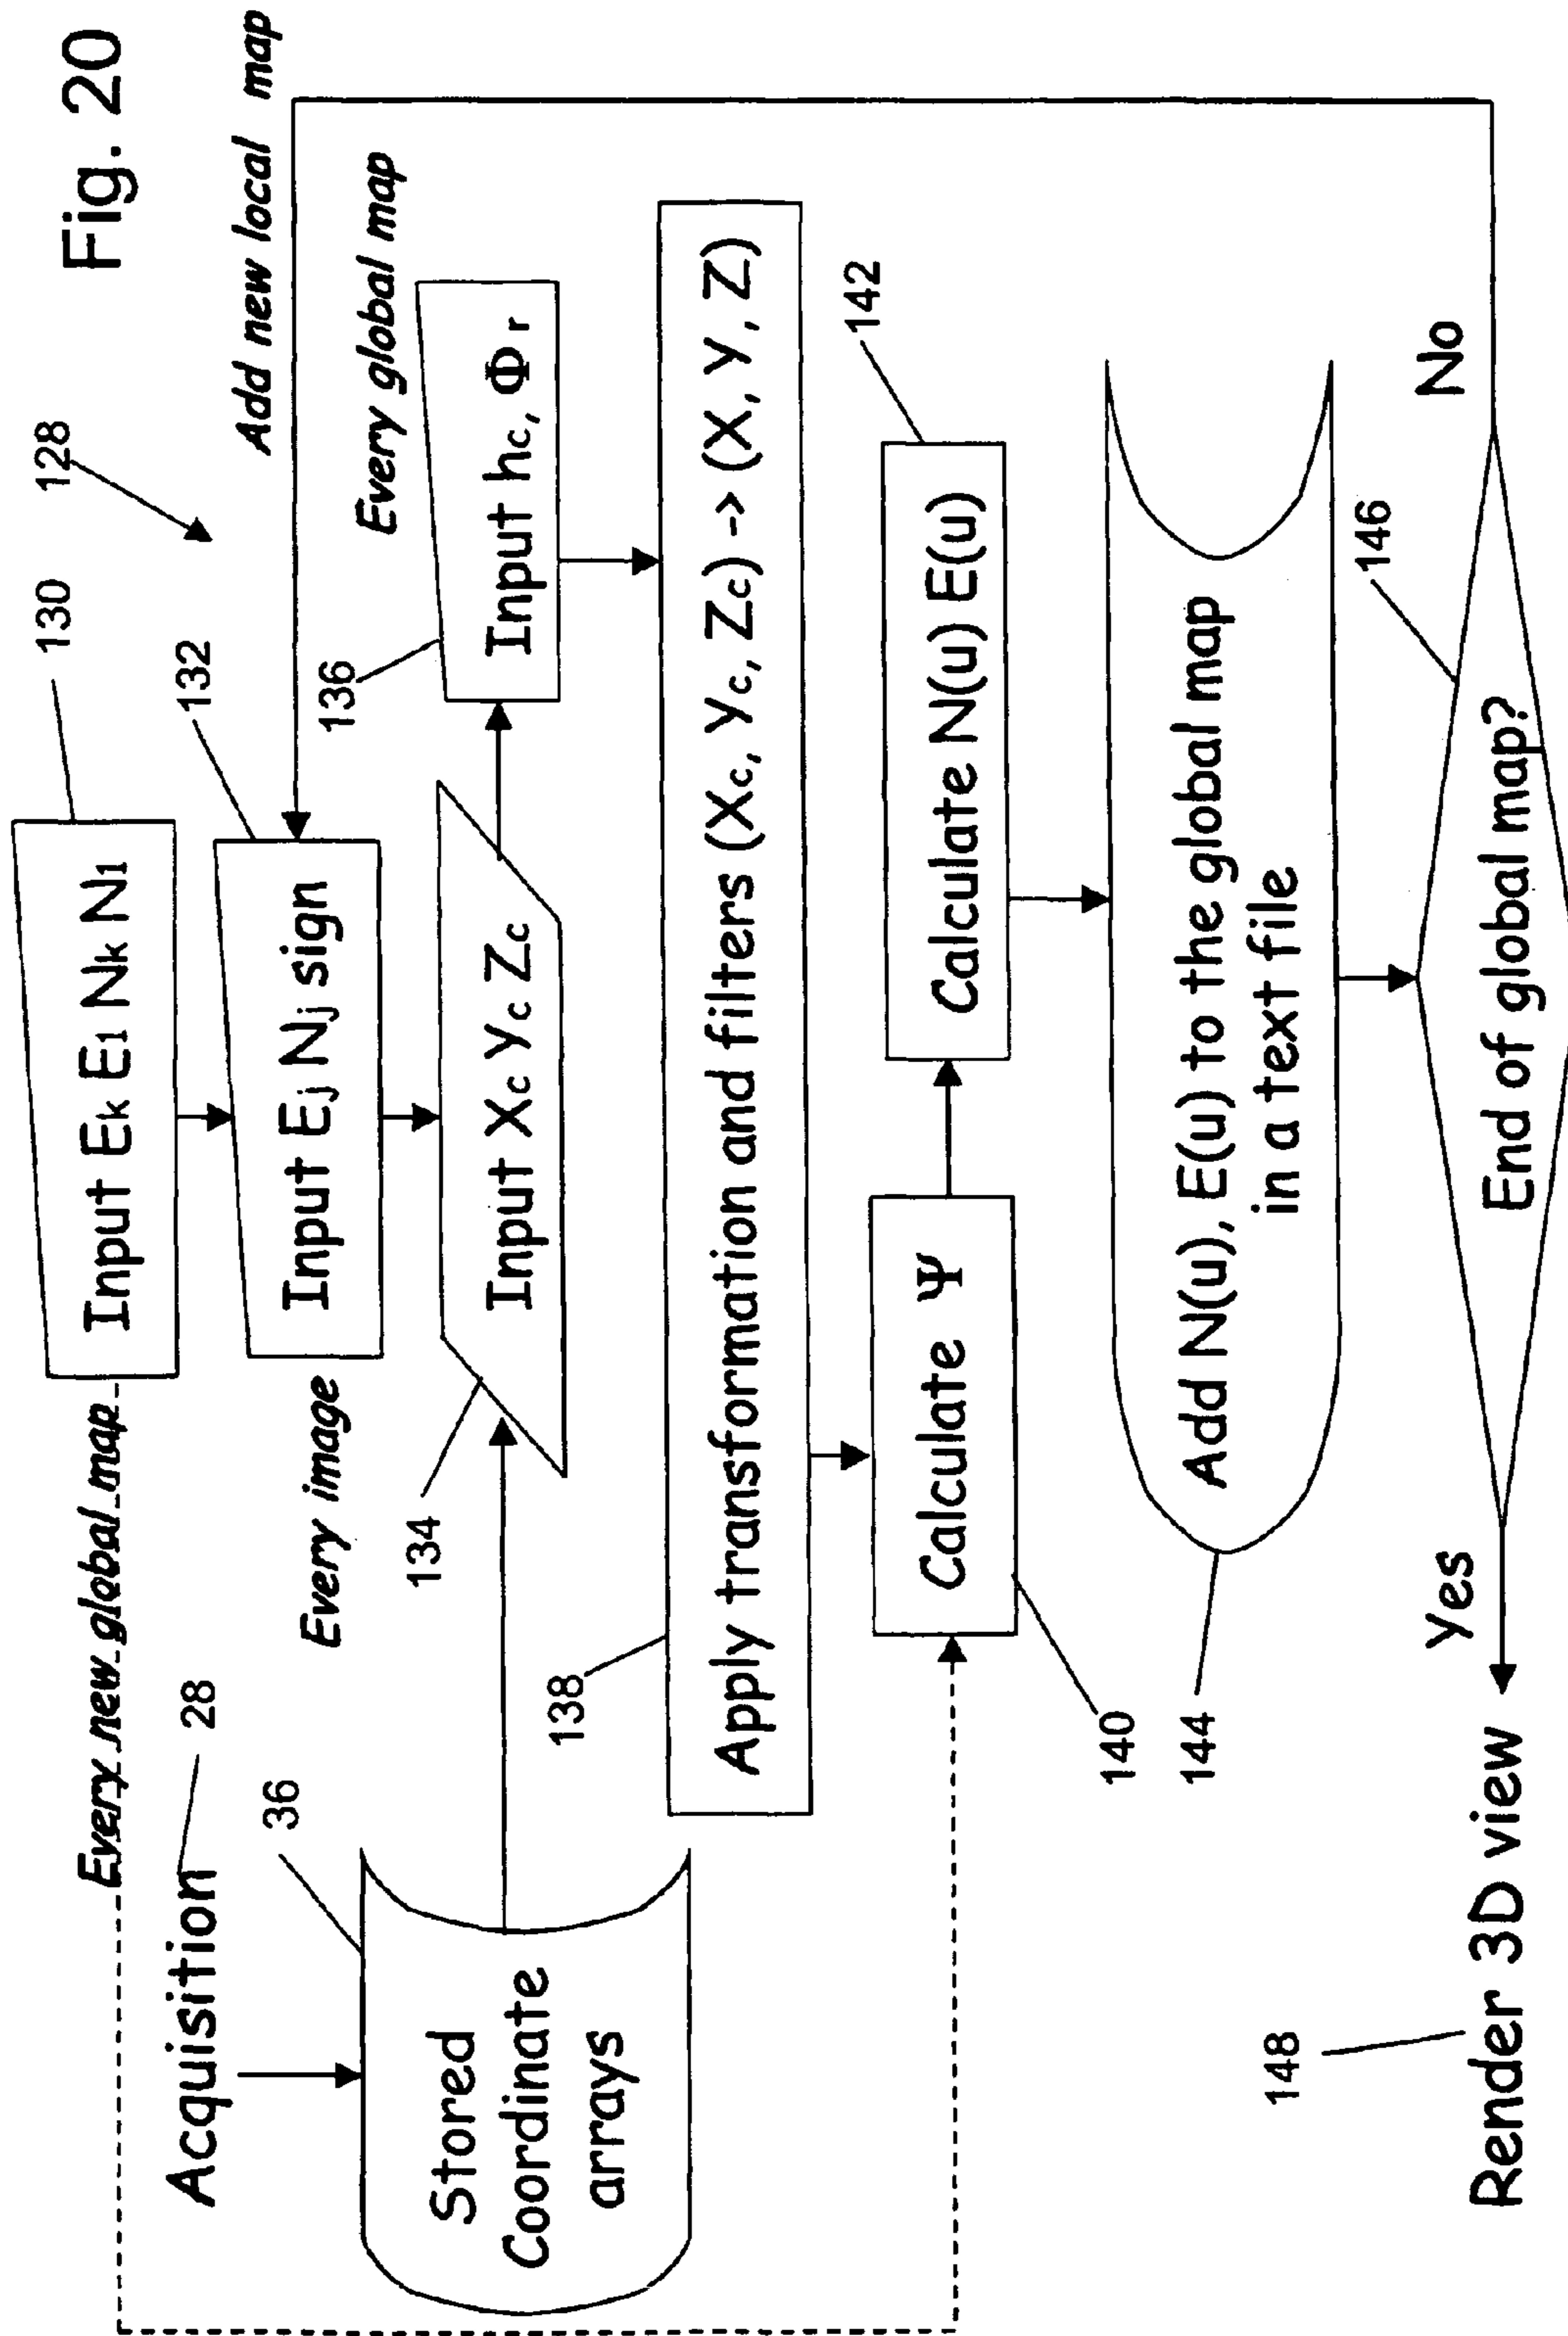 Fig. 20
128
Add new local map
130
Input Ek E1 Nk N1
Every new global map
132
Input Ej Nj sign
Every image
Acquisition
28
36
Stored
Coordinate
arrays
134
Input Xc Yc Zc
136
Input hc, Φr
Every global map
138
Apply transformation and filters (Xc, Yc, Zc) -> (X, Y, Z)
Calculate Ψ
140
Calculate N(u) E(u)
142
Add N(u), E(u) to the global map
in a text file
144
End of global map?
146
No
Yes
Render 3D view
148